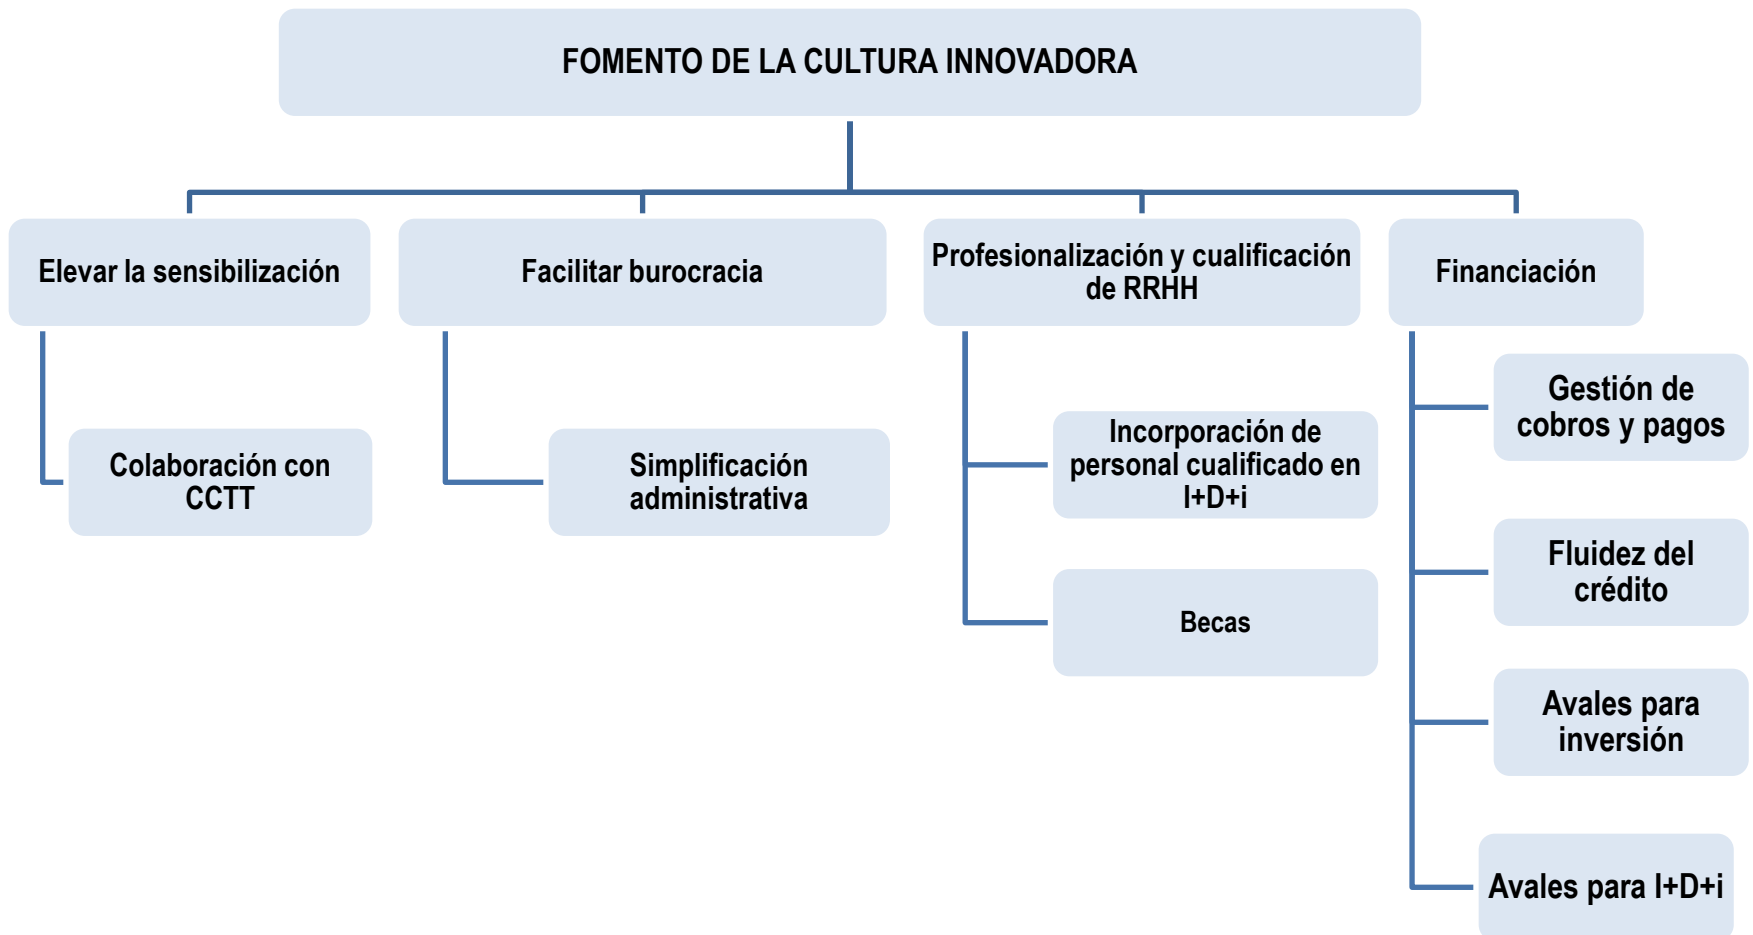 FOMENTO DE LA CULTURA INNOVADORA
Elevar la sensibilización
Colaboración con
CCTT
Facilitar burocracia
Simplificación
administrativa
Profesionalización y cualificación
de RRHH
Incorporación de
personal cualificado en
I+D+i
Becas
Financiación
Gestión de
cobros y pagos
Fluidez del
crédito
Avales para
inversión
Avales para I+D+i